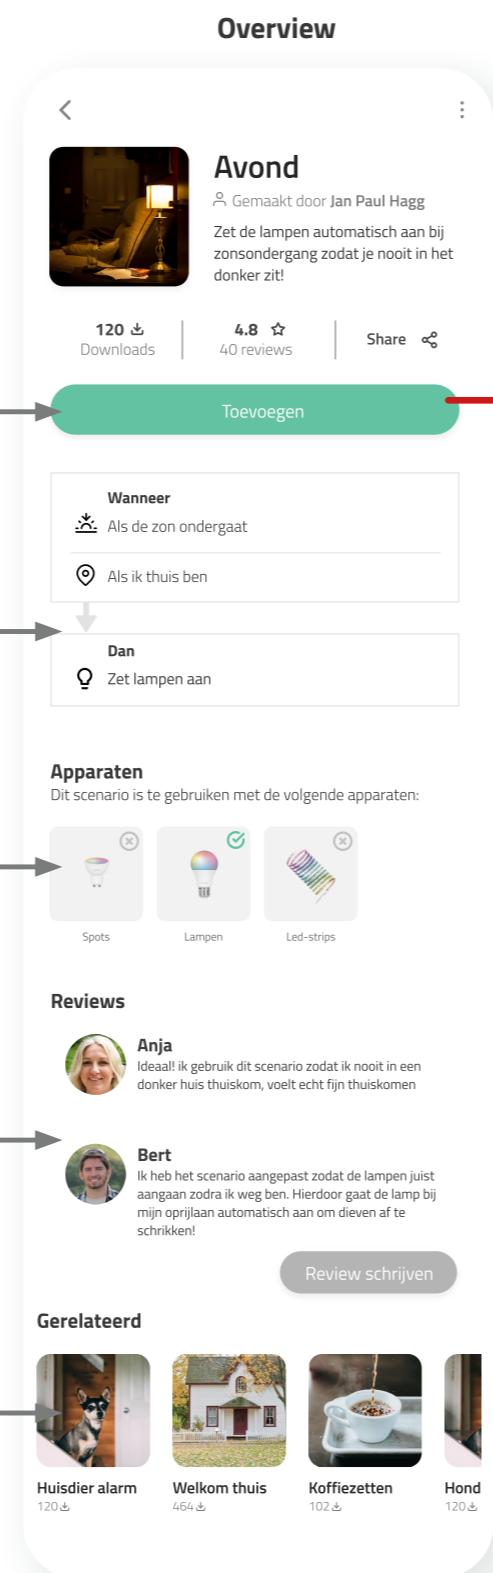 Overview
Avond
Gemaakt door Jan Paul Hagg
Zet de lampen automatisch aan bij
zonsondergang zodat je nooit in het
donker zit!
120
Downloads
4.8
40 reviews
Share
Toevoegen
Wanneer
Als de zon ondergaat
Als ik thuis ben
Dan
Zet lampen aan
Apparaten
Dit scenario is te gebruiken met de volgende apparaten:
Spots
Lampen
Led-strips
Reviews
Anja
Ideaal! ik gebruik dit scenario zodat ik nooit in een
donker huis thuiskom, voelt echt fijn thuiskomen
Bert
Ik heb het scenario aangepast zodat de lampen juist
aangaan zodra ik weg ben. Hierdoor gaat de lamp bij
mijn oprijlaan automatisch aan om dieven af te
schrikken!
Review schrijven
Gerelateerd
Huisdier alarm
120
Welkom thuis
464
Koffiezetten
102
Hond
120